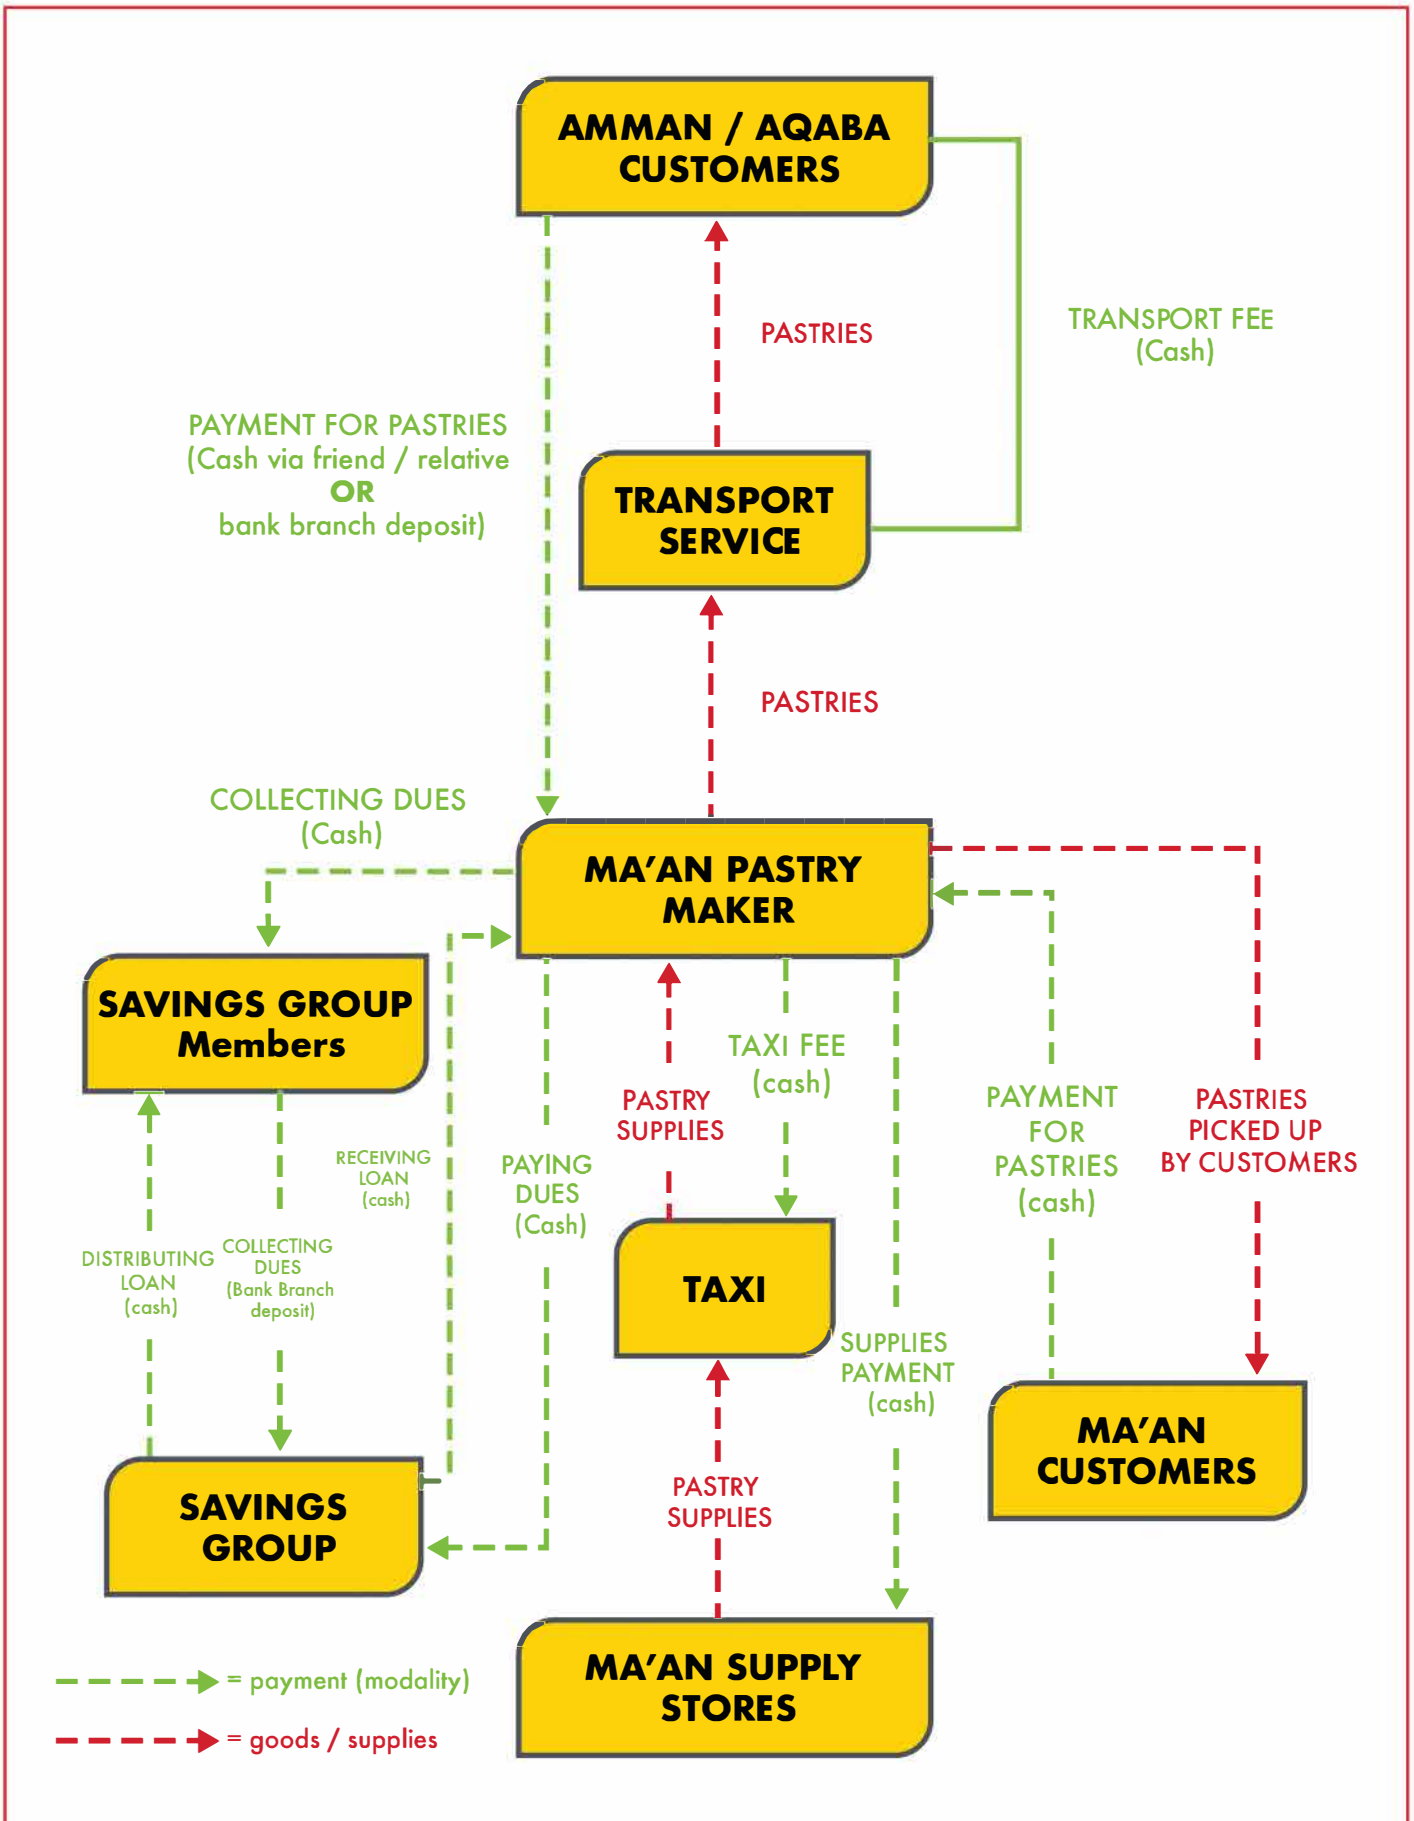 AMMAN / AQABA
CUSTOMERS
PASTRIES
TRANSPORT FEE
(Cash)
PAYMENT FOR PASTRIES
(Cash via friend / relative
OR
bank branch deposit)
TRANSPORT
SERVICE
PASTRIES
COLLECTING DUES
(Cash)
MA'AN PASTRY
MAKER
SAVINGS GROUP
Members
TAXI FEE
(cash)
PASTRY
SUPPLIES
PAYMENT
FOR
PASTRIES
(cash)
PASTRIES
PICKED UP
BY CUSTOMERS
RECEIVING
LOAN
(cash)
PAYING
DUES
(Cash)
DISTRIBUTING
LOAN
(cash)
COLLECTING
DUES
(Bank Branch
deposit)
TAXI
SUPPLIES
PAYMENT
(cash)
MA'AN
CUSTOMERS
SAVINGS
GROUP
PASTRY
SUPPLIES
MA'AN SUPPLY
STORES
= payment (modality)
= goods / supplies